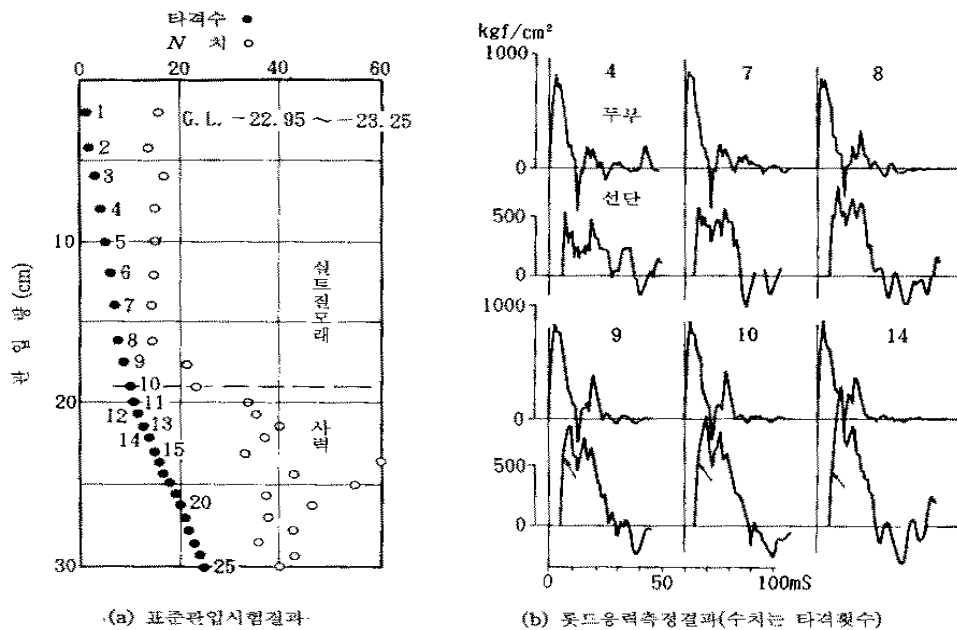 타격수 ●
N 치 ○
0 20 40 60
G.L. -22.95 ～ -23.25
1
2
3
4
5
6
7
8
9
10
11
12
13
14
15
20
25
10
20
30
관 입 량 (cm)
실트질모래
사력
(a) 표준관입시험결과
kgf/cm²
1000
0
500
0
1000
0
500
0
4 7 8
두부
선단
9 10 14
0 50 100mS
(b) 롯드응력측정결과(수치는 타격횟수)